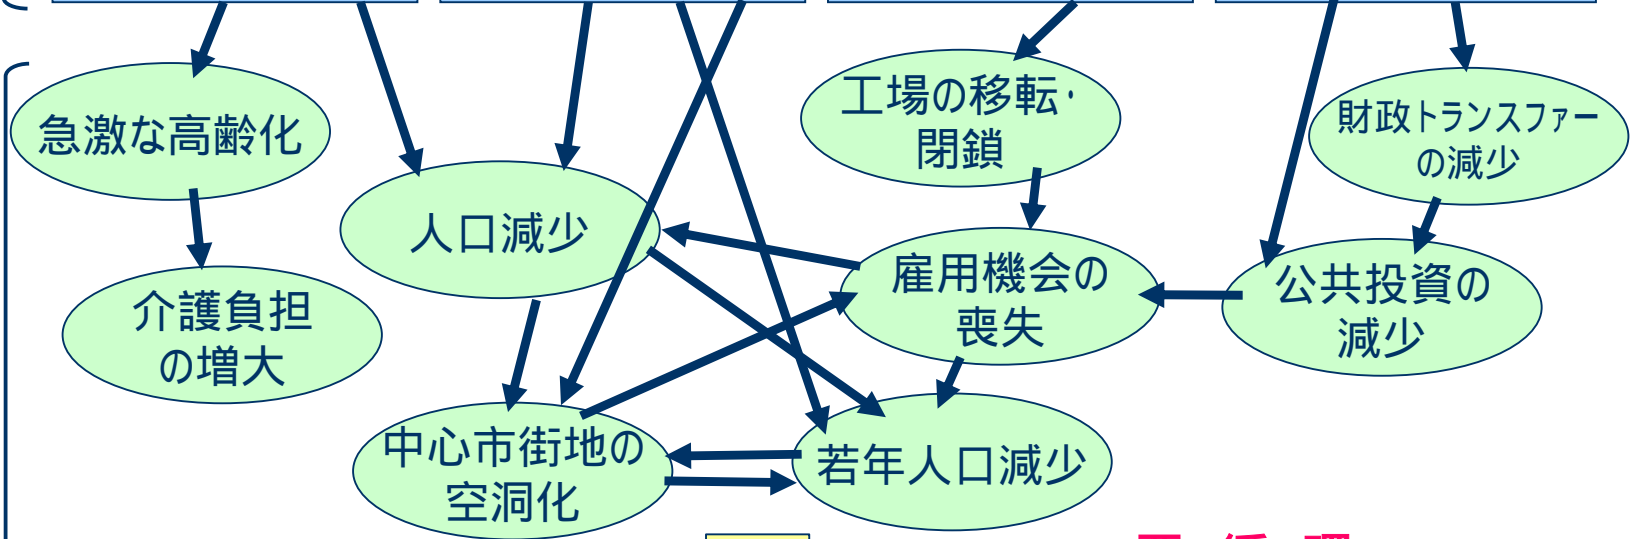 急激な高齢化
工場の移転・
閉鎖
財政トランスファー
の減少
人口減少
介護負担
の増大
雇用機会の
喪失
公共投資の
減少
中心市街地の
空洞化
若年人口減少